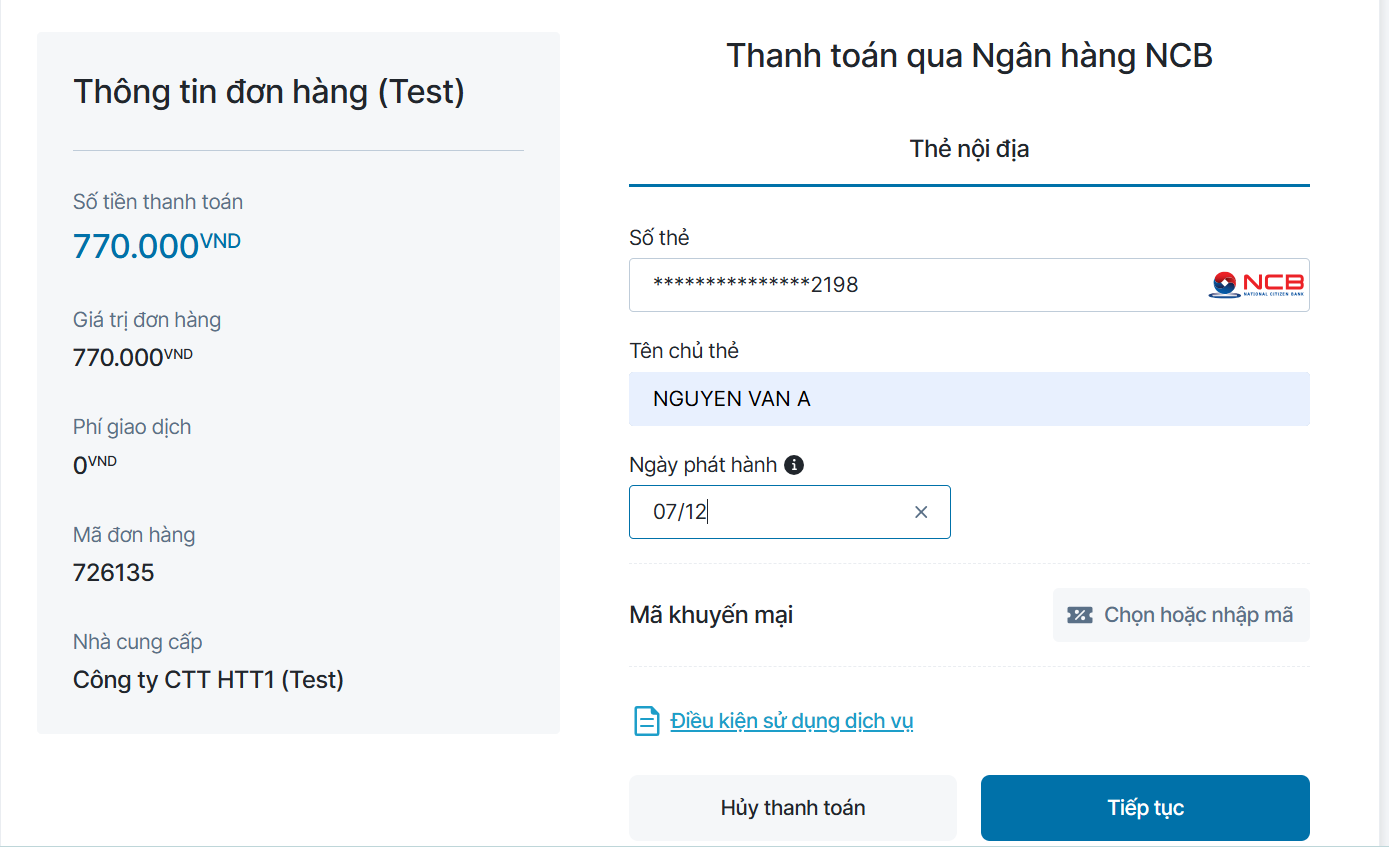 Thông tin đơn hàng (Test)
Số tiền thanh toán
770.000VND
Giá trị đơn hàng
770.000VND
Phí giao dịch
0VND
Mã đơn hàng
726135
Nhà cung cấp
Công ty CTT HTT1 (Test)
Thanh toán qua Ngân hàng NCB
Thẻ nội địa
Số thẻ
***************2198
NCB
NATIONAL CITIZEN BANK
Tên chủ thẻ
NGUYEN VAN A
Ngày phát hành
07/12
Mã khuyến mại
Chọn hoặc nhập mã
Điều kiện sử dụng dịch vụ
Hủy thanh toán
Tiếp tục